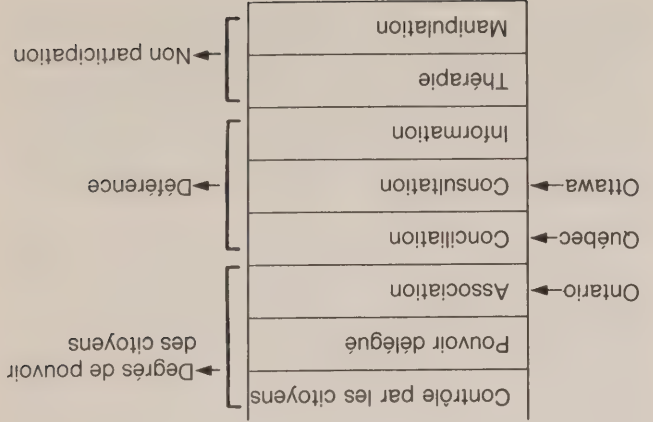 Contrôle par les citoyens
Pouvoir délégué
Degrés de pouvoir
des citoyens
Ontario
Association
Québec
Conciliation
Ottawa
Consultation
Déférence
Information
Thérapie
Non participation
Manipulation